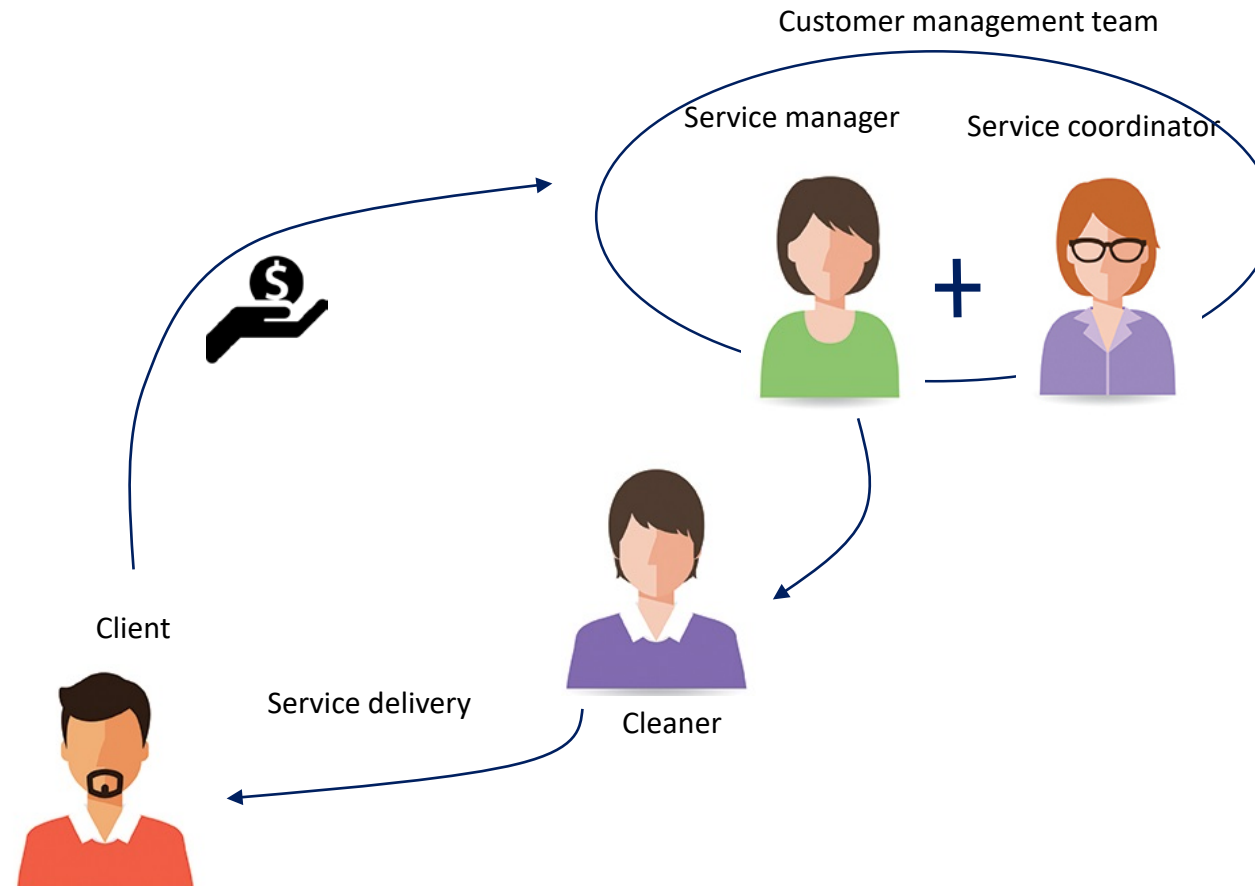 Customer management team
Service manager
Service coordinator
$
Client
Service delivery
Cleaner